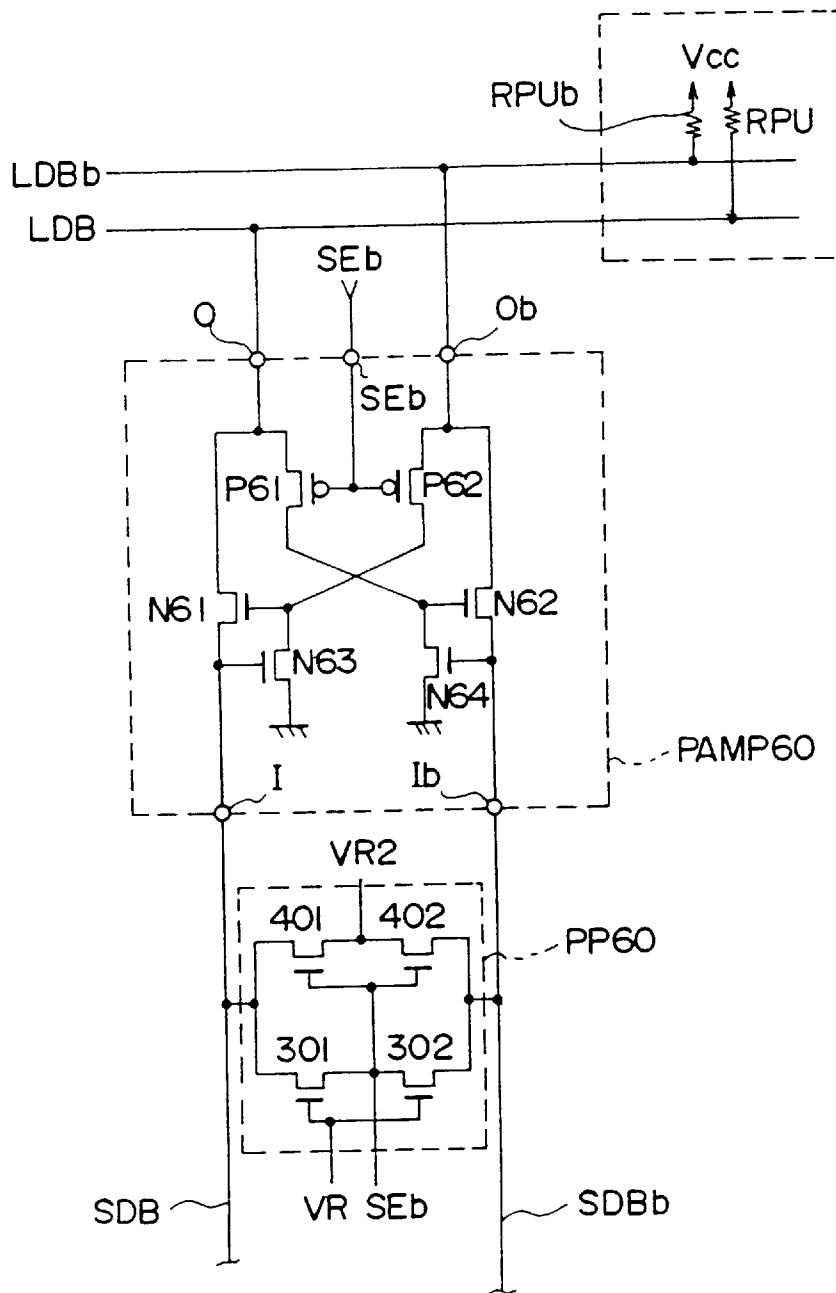 Vcc
RPUb
RPU
LDBb
LDB
SEb
O
Ob
SEb
P61
P62
N61
N62
N63
N64
PAMP60
I
Ib
VR2
401
402
PP60
301
302
SDB
VR
SEb
SDBb